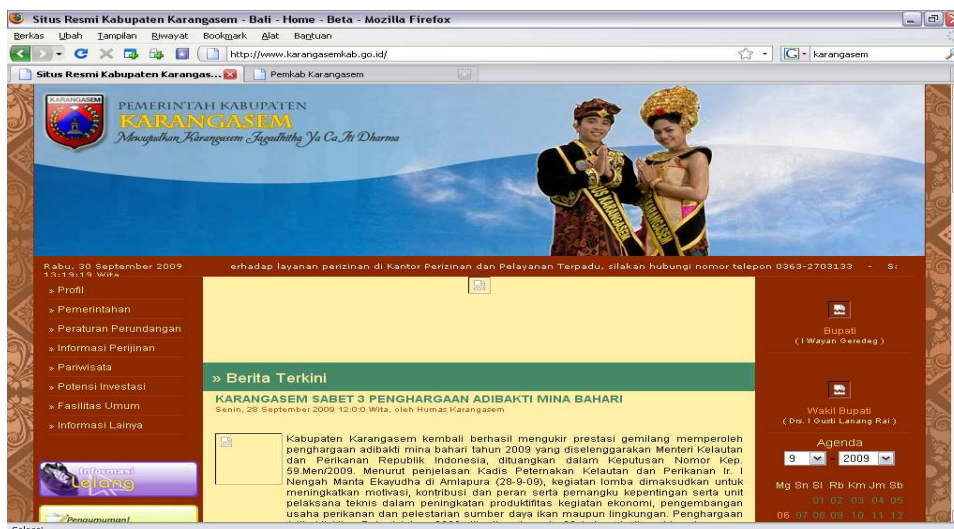 Situs Resmi Kabupaten Karangasem - Bali - Home - Beta - Mozilla Firefox
Berkas Ubah Tampilan Riwayat Bookmark Alat Bantuan
http://www.karangasemkab.go.id/
karangasem
Situs Resmi Kabupaten Karangas...
Pemkab Karangasem
KARANGASEM
PEMERINTAH KABUPATEN
KARANGASEM
Mewujudkan Karangasem Jagadhitha Ya Ca Iti Dharma
Rabu, 30 September 2009
13:19:19 Wita
erhadap layanan perizinan di Kantor Perizinan dan Pelayanan Terpadu, silakan hubungi nomor telepon 0363-2703133 - Sa
» Profil
» Pemerintahan
» Peraturan Perundangan
» Informasi Perijinan
» Pariwisata
» Potensi Investasi
» Fasilitas Umum
» Informasi Lainya
Informasi
Lelang
Pengumuman!
» Berita Terkini
KARANGASEM SABET 3 PENGHARGAAN ADIBAKTI MINA BAHARI
Senin, 28 September 2009 12:0:0 Wita, oleh Humas Karangasem
Kabupaten Karangasem kembali berhasil mengukir prestasi gemilang memperoleh
penghargaan adibakti mina bahari tahun 2009 yang diselenggarakan Menteri Kelautan
dan Perikanan Republik Indonesia, dituangkan dalam Keputusan Nomor Kep.
59.Men/2009. Menurut penjelasan Kadis Peternakan Kelautan dan Perikanan Ir. I
Nengah Manta Ekayudha di Amlapura (28-9-09), kegiatan lomba dimaksudkan untuk
meningkatkan motivasi, kontribusi dan peran serta pemangku kepentingan serta unit
pelaksana teknis dalam peningkatan produktifitas kegiatan ekonomi, pengembangan
usaha perikanan dan pelestarian sumber daya ikan maupun lingkungan. Penghargaan
Bupati
( I Wayan Geredeg )
Wakil Bupati
( Drs. I Gusti Lanang Rai )
Agenda
9 - 2009
Mg Sn Sl Rb Km Jm Sb
01 02 03 04 05
06 07 08 09 10 11 12
Selesai